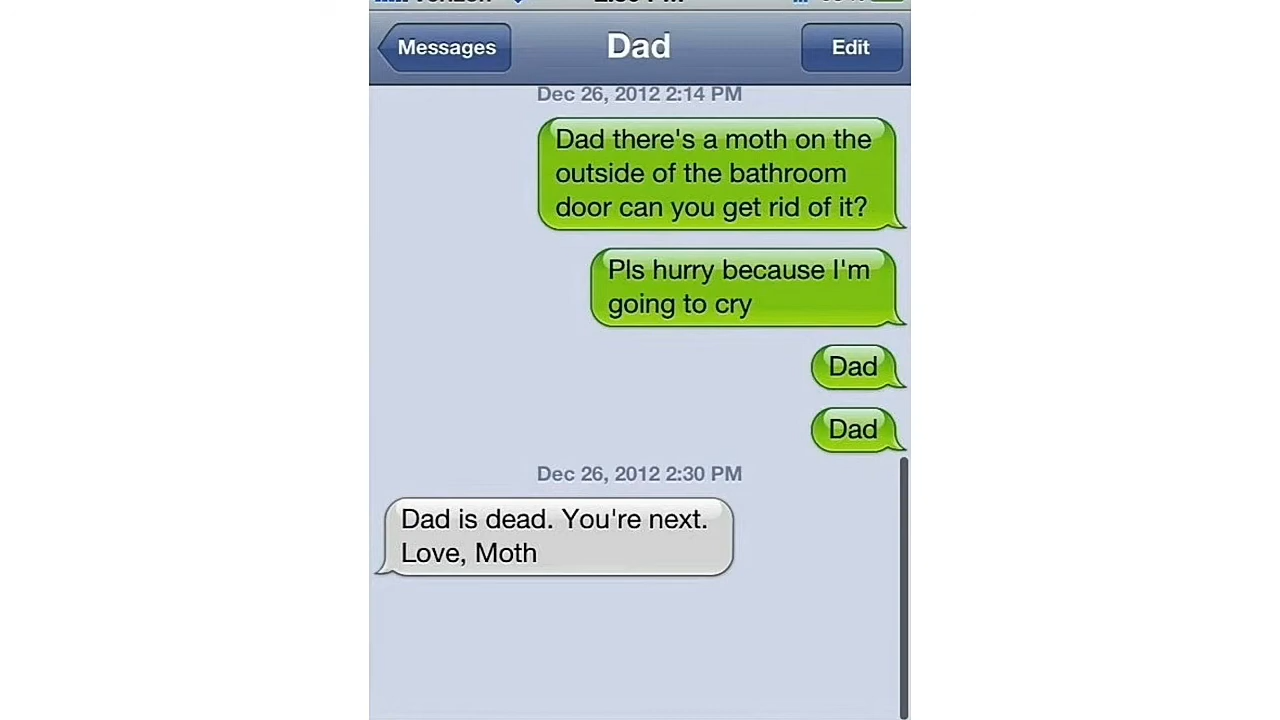 Messages
Dad
Edit
Dec 26, 2012 2:14 PM
Dad there's a moth on the
outside of the bathroom
door can you get rid of it?
Pls hurry because I'm
going to cry
Dad
Dad
Dec 26, 2012 2:30 PM
Dad is dead. You're next.
Love, Moth